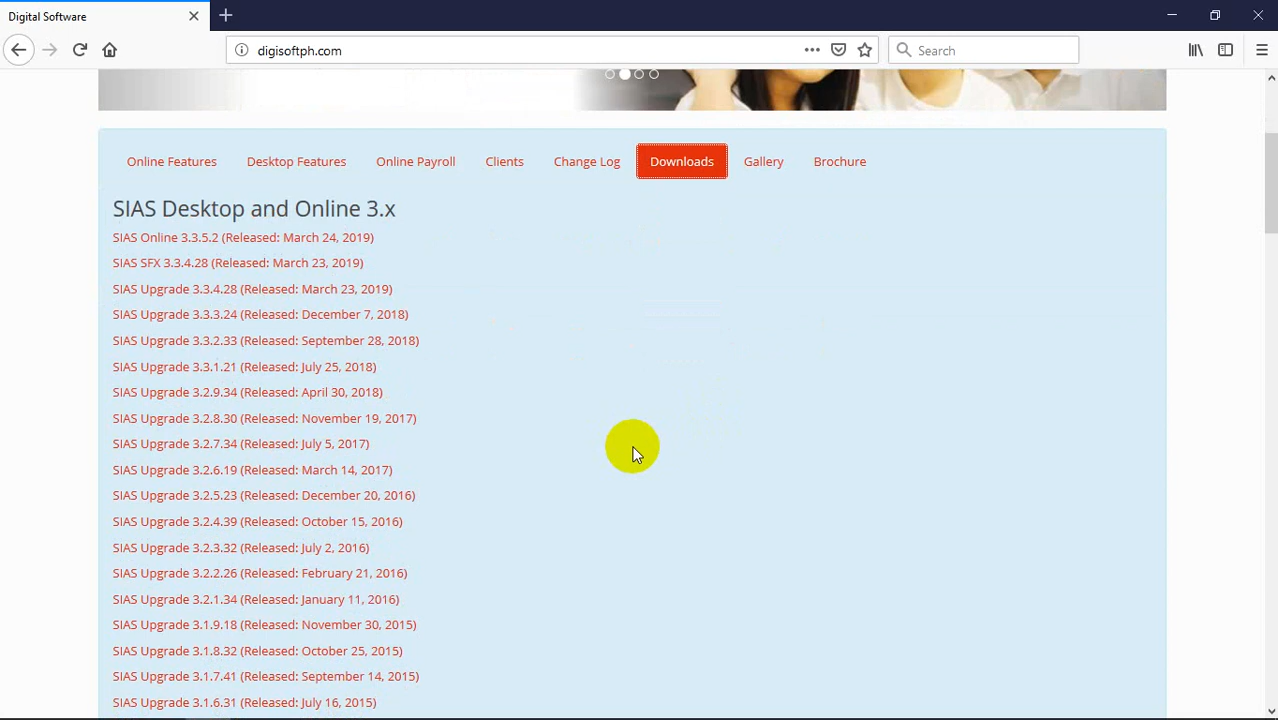 Digital Software
digisoftph.com
Search
Online Features Desktop Features Online Payroll Clients Change Log Downloads Gallery Brochure
SIAS Desktop and Online 3.x
SIAS Online 3.3.5.2 (Released: March 24, 2019)
SIAS SFX 3.3.4.28 (Released: March 23, 2019)
SIAS Upgrade 3.3.4.28 (Released: March 23, 2019)
SIAS Upgrade 3.3.3.24 (Released: December 7, 2018)
SIAS Upgrade 3.3.2.33 (Released: September 28, 2018)
SIAS Upgrade 3.3.1.21 (Released: July 25, 2018)
SIAS Upgrade 3.2.9.34 (Released: April 30, 2018)
SIAS Upgrade 3.2.8.30 (Released: November 19, 2017)
SIAS Upgrade 3.2.7.34 (Released: July 5, 2017)
SIAS Upgrade 3.2.6.19 (Released: March 14, 2017)
SIAS Upgrade 3.2.5.23 (Released: December 20, 2016)
SIAS Upgrade 3.2.4.39 (Released: October 15, 2016)
SIAS Upgrade 3.2.3.32 (Released: July 2, 2016)
SIAS Upgrade 3.2.2.26 (Released: February 21, 2016)
SIAS Upgrade 3.2.1.34 (Released: January 11, 2016)
SIAS Upgrade 3.1.9.18 (Released: November 30, 2015)
SIAS Upgrade 3.1.8.32 (Released: October 25, 2015)
SIAS Upgrade 3.1.7.41 (Released: September 14, 2015)
SIAS Upgrade 3.1.6.31 (Released: July 16, 2015)